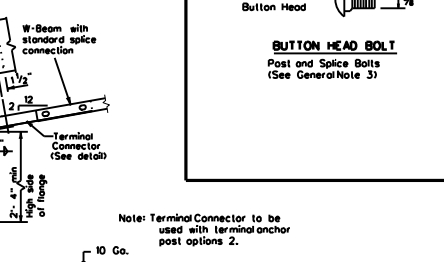 Button Head
W-Beam with
standard splice
connection
BUTTON HEAD BOLT
Post and Splice Bolts
(See General Note 3)
1 1/2"
2 12
Terminal
Connector
(See detail)
2'- 4" min
High side
of flange
Note: Terminal Connector to be
used with terminal anchor
post options 2.
10 Ga.